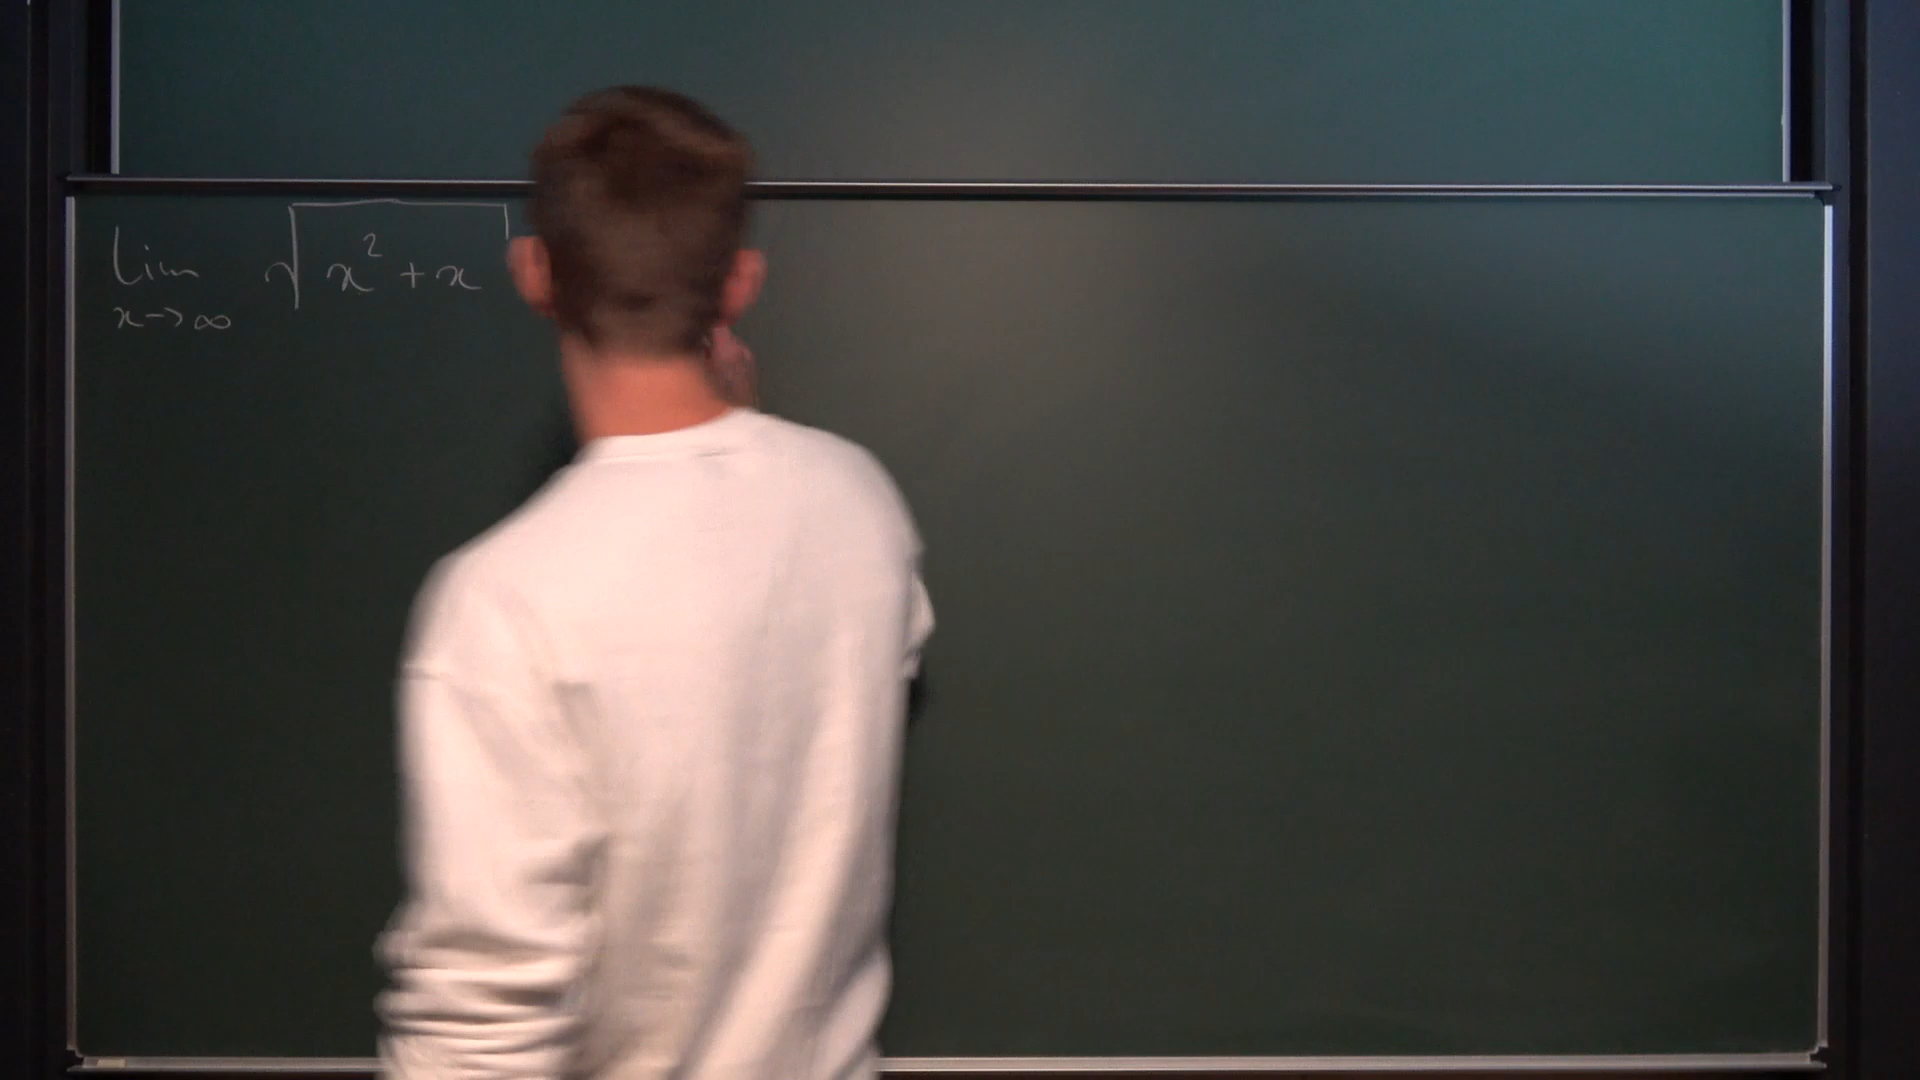 lim √(x² + x)
x → ∞